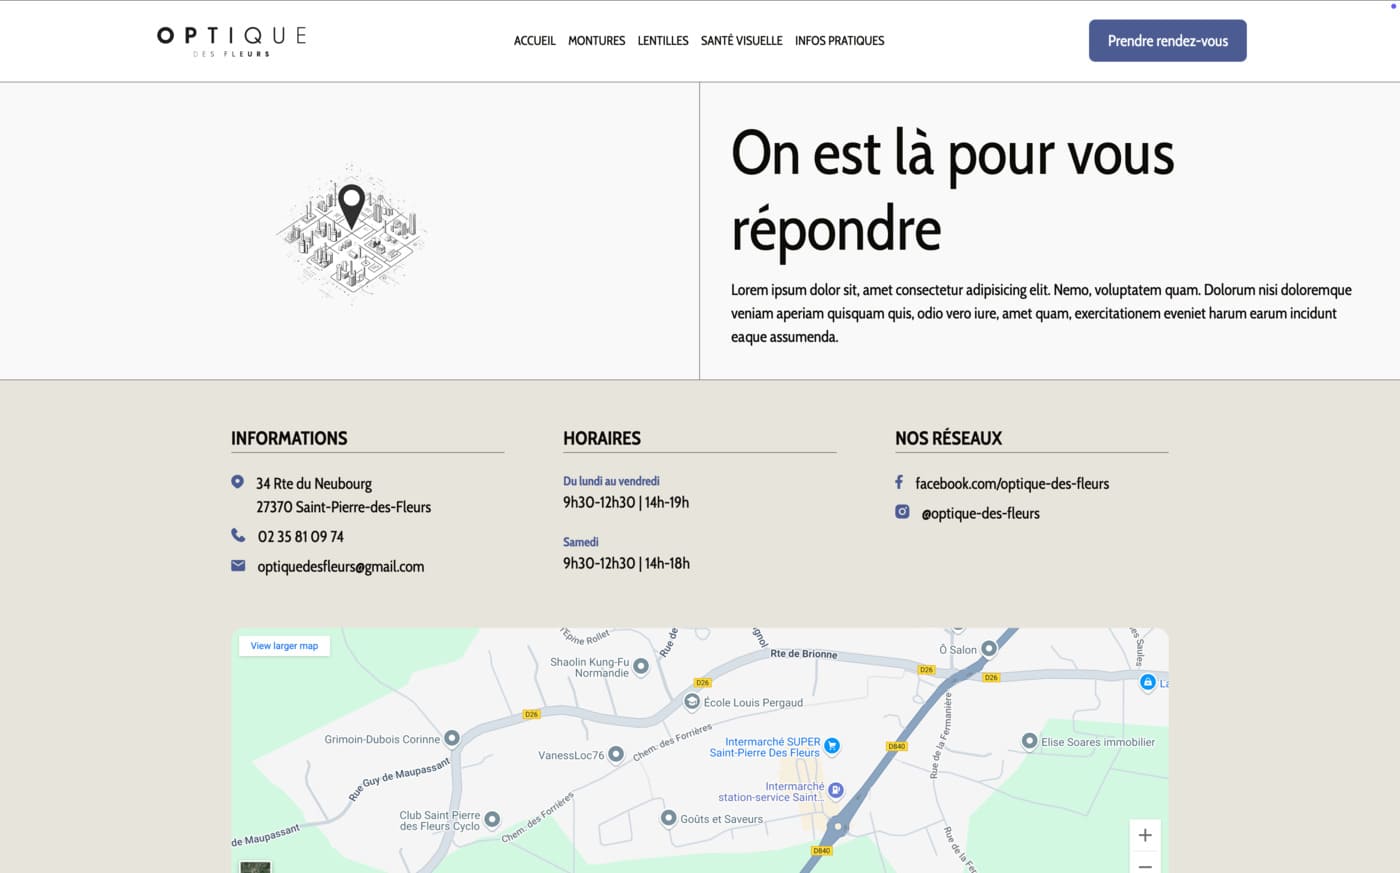 OPTIQUE
DES FLEURS
ACCUEIL MONTURES LENTILLES SANTÉ VISUELLE INFOS PRATIQUES
Prendre rendez-vous
On est là pour vous
répondre
Lorem ipsum dolor sit, amet consectetur adipisicing elit. Nemo, voluptatem quam. Dolorum nisi doloremque
veniam aperiam quisquam quis, odio vero iure, amet quam, exercitationem eveniet harum earum incidunt
eaque assumenda.
INFORMATIONS
34 Rte du Neubourg
27370 Saint-Pierre-des-Fleurs
02 35 81 09 74
optiquedesfleurs@gmail.com
HORAIRES
Du lundi au vendredi
9h30-12h30 | 14h-19h
Samedi
9h30-12h30 | 14h-18h
NOS RÉSEAUX
facebook.com/optique-des-fleurs
@optique-des-fleurs
View larger map
l'Épine Rollet
Rue de
Rte de Brionne
Ô Salon
es Saules
Shaolin Kung-Fu
Normandie
D26
D26
D26
D26
École Louis Pergaud
Grimoin-Dubois Corinne
VanessLoc76
Chem. des Forrières
Intermarché SUPER
Saint-Pierre Des Fleurs
D840
Rue de la Fermanière
Elise Soares immobilier
Rue Guy de Maupassant
Intermarché
station-service Saint...
Club Saint Pierre
des Fleurs Cyclo
Chem. des Forrières
Goûts et Saveurs
de Maupassant
D840
Rue de la Fe